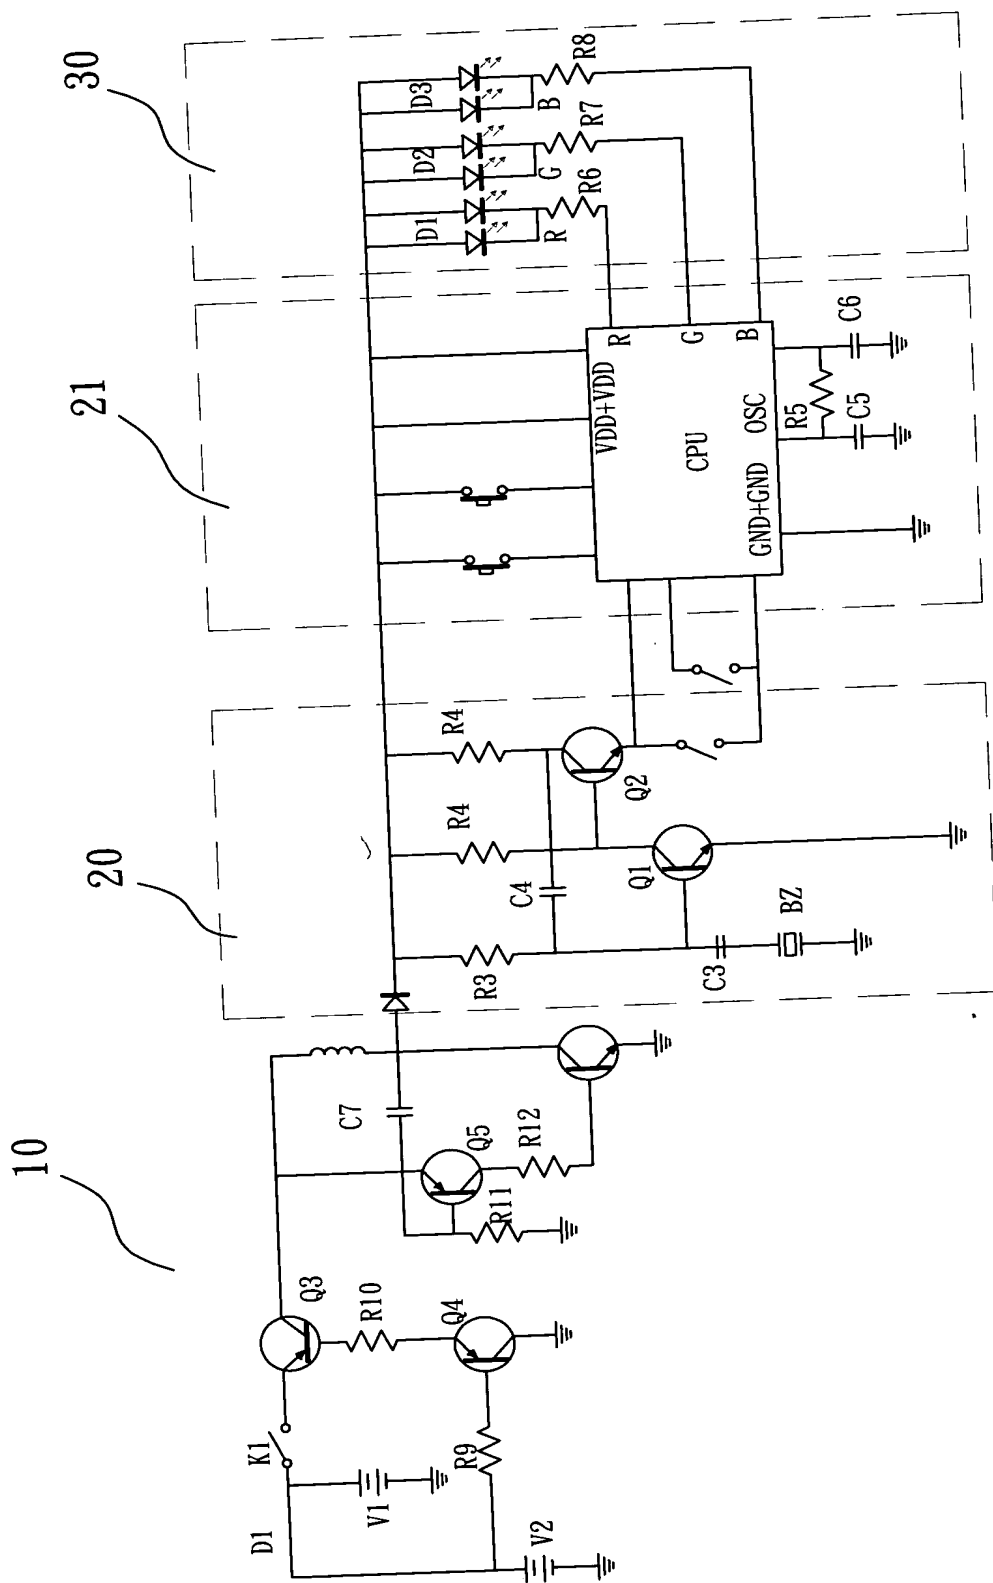 30
21
20
10
D3
D2
D1
B
G
R
R8
R7
R6
VDD+VDD
R
G
B
CPU
OSC
GND+GND
R5
C6
C5
R4
R4
R3
C4
Q2
Q1
C3
BZ
C7
Q5
R12
R11
Q3
R10
Q4
K1
R9
D1
V1
V2